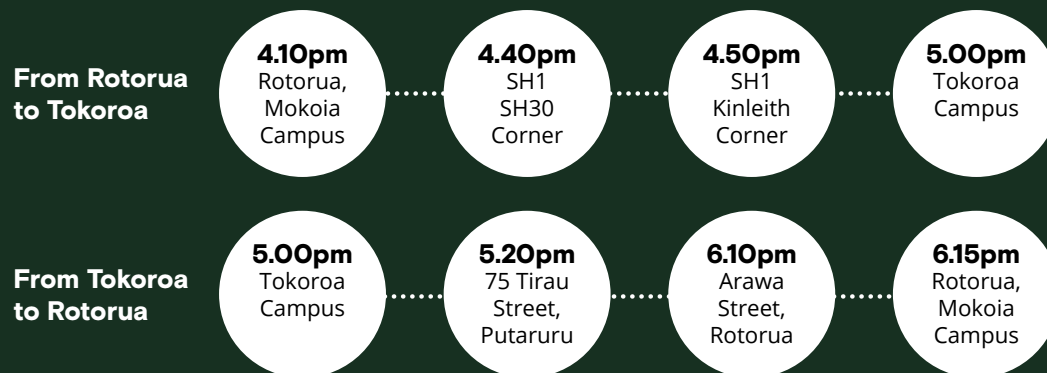 From Rotorua
to Tokoroa
4.10pm
Rotorua,
Mokoia
Campus
4.40pm
SH1
SH30
Corner
4.50pm
SH1
Kinleith
Corner
5.00pm
Tokoroa
Campus
From Tokoroa
to Rotorua
5.00pm
Tokoroa
Campus
5.20pm
75 Tirau
Street,
Putaruru
6.10pm
Arawa
Street,
Rotorua
6.15pm
Rotorua,
Mokoia
Campus